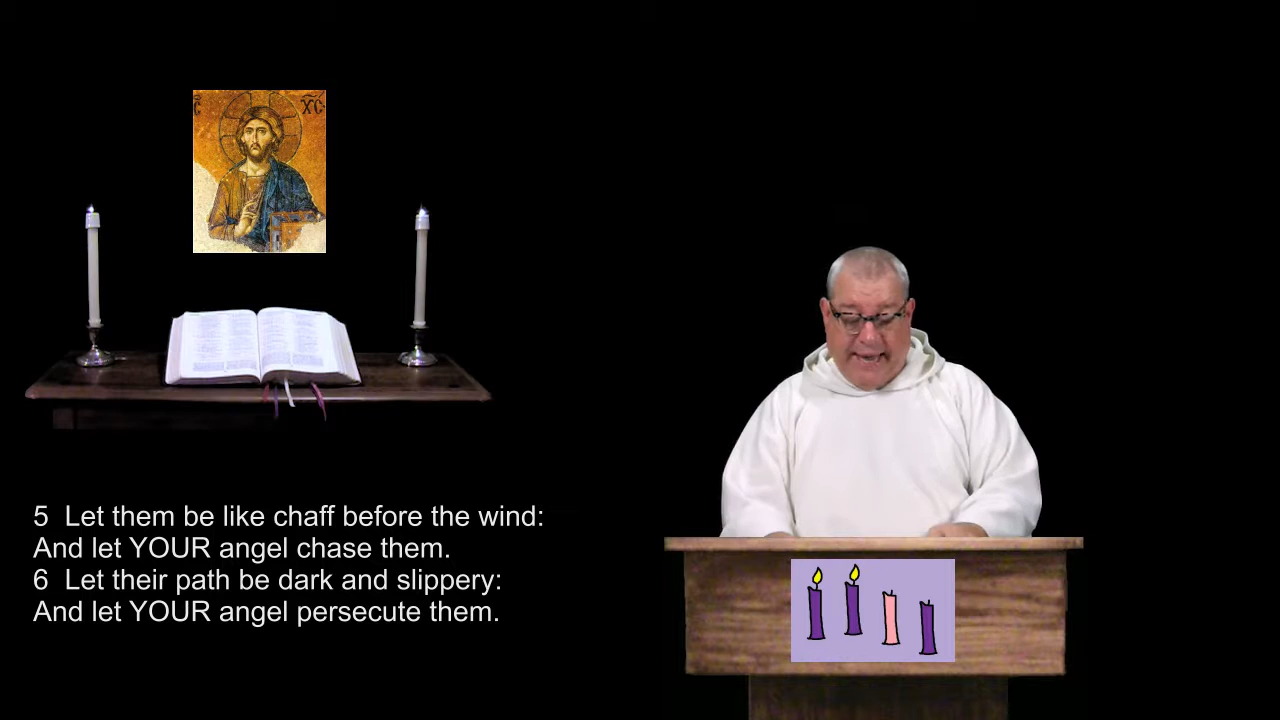 C XC
5  Let them be like chaff before the wind:
And let YOUR angel chase them.
6  Let their path be dark and slippery:
And let YOUR angel persecute them.